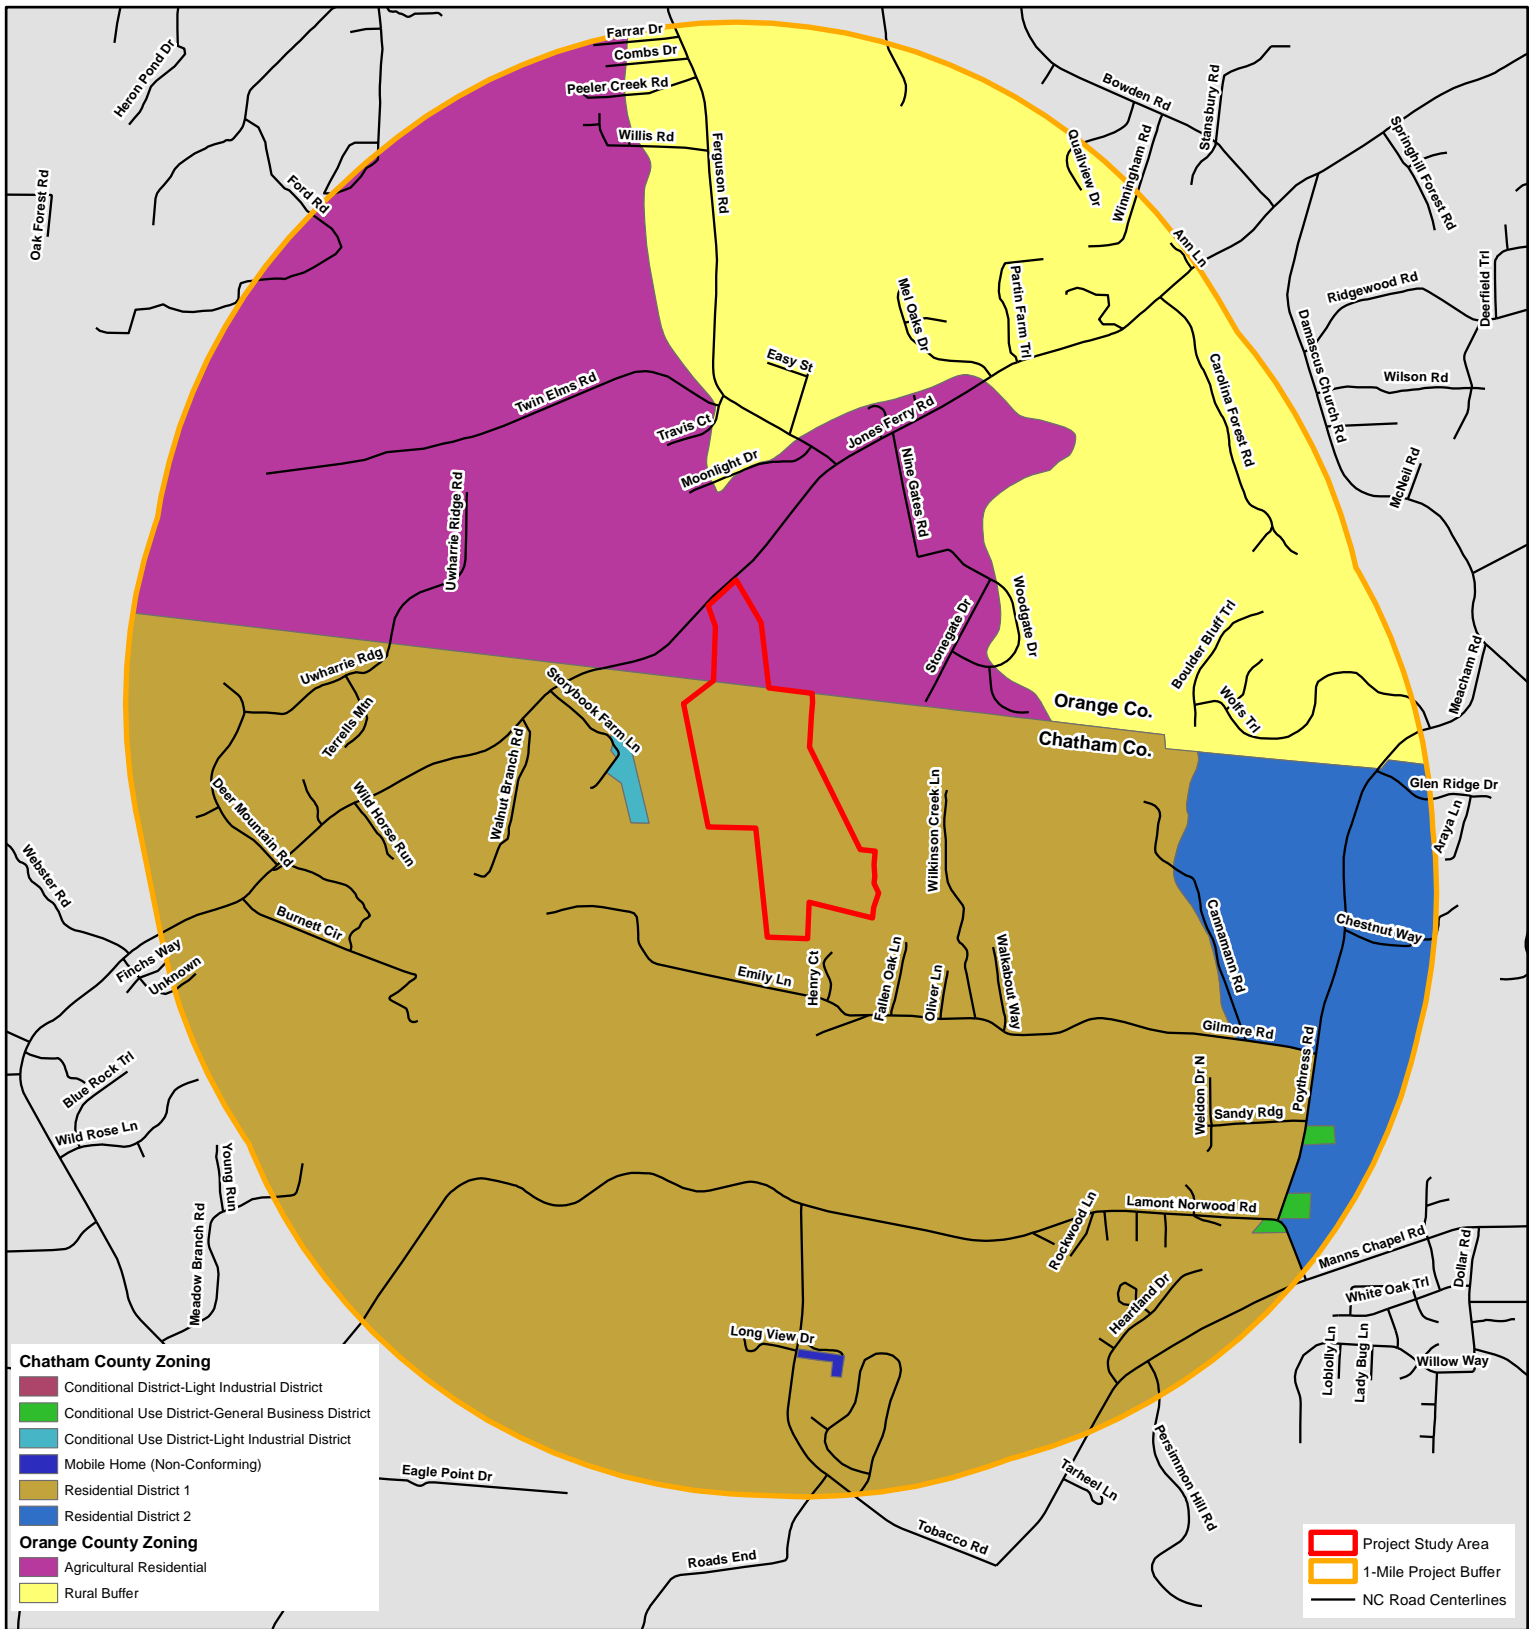 Farrar Dr
Combs Dr
Peeler Creek Rd
Willis Rd
Heron Pond Dr
Ferguson Rd
Bowden Rd
Stansbury Rd
Quailview Dr
Winningham Rd
Springhill Forest Rd
Oak Forest Rd
Ford Rd
Ann Ln
Mel Oaks Dr
Partin Farm Trl
Ridgewood Rd
Deerfield Trl
Damascus Church Rd
Easy St
Carolina Forest Rd
Wilson Rd
Twin Elms Rd
Travis Ct
Jones Ferry Rd
Moonlight Dr
Nine Gates Rd
McNeil Rd
Uwharrie Ridge Rd
Stonegate Dr
Woodgate Dr
Boulder Bluff Trl
Uwharrie Rdg
Meacham Rd
Storybook Farm Ln
Terrells Mtn
Wolfs Trl
Orange Co.
Chatham Co.
Walnut Branch Rd
Deer Mountain Rd
Wild Horse Run
Wilkinson Creek Ln
Glen Ridge Dr
Araya Ln
Webster Rd
Burnett Cir
Cannamann Rd
Chestnut Way
Finchs Way
Unknown
Emily Ln
Henry Ct
Fallen Oak Ln
Oliver Ln
Walkabout Way
Gilmore Rd
Poythress Rd
Blue Rock Trl
Weldon Dr N
Sandy Rdg
Wild Rose Ln
Young Run
Meadow Branch Rd
Lamont Norwood Rd
Rockwood Ln
Manns Chapel Rd
Dollar Rd
White Oak Trl
Heartland Dr
Long View Dr
Loblolly Ln
Lady Bug Ln
Willow Way
Persimmon Hill Rd
Eagle Point Dr
Tarheel Ln
Tobacco Rd
Roads End
Chatham County Zoning
Conditional District-Light Industrial District
Conditional Use District-General Business District
Conditional Use District-Light Industrial District
Mobile Home (Non-Conforming)
Residential District 1
Residential District 2
Orange County Zoning
Agricultural Residential
Rural Buffer
Project Study Area
1-Mile Project Buffer
NC Road Centerlines